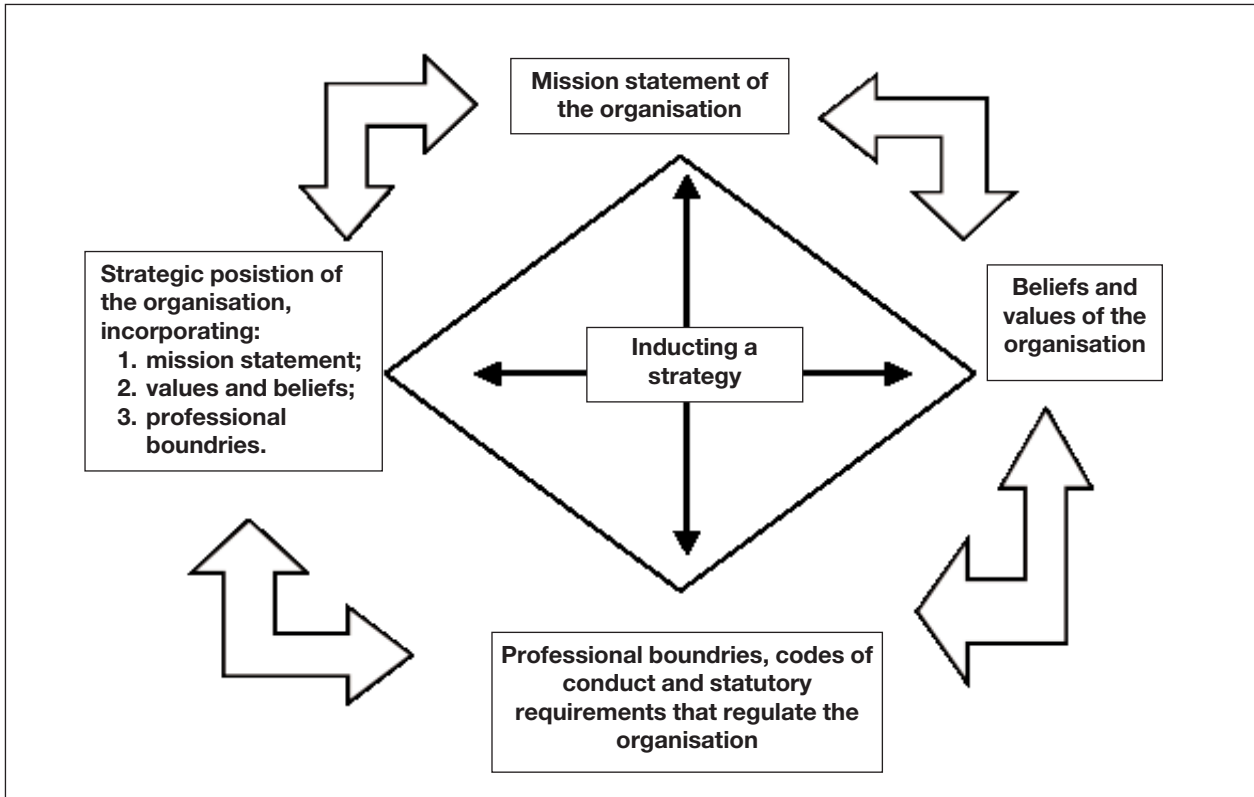 Mission statement of
the organisation
Strategic posistion of
the organisation,
incorporating:
1. mission statement;
2. values and beliefs;
3. professional
boundries.
Inducting a
strategy
Beliefs and
values of the
organisation
Professional boundries, codes of
conduct and statutory
requirements that regulate the
organisation